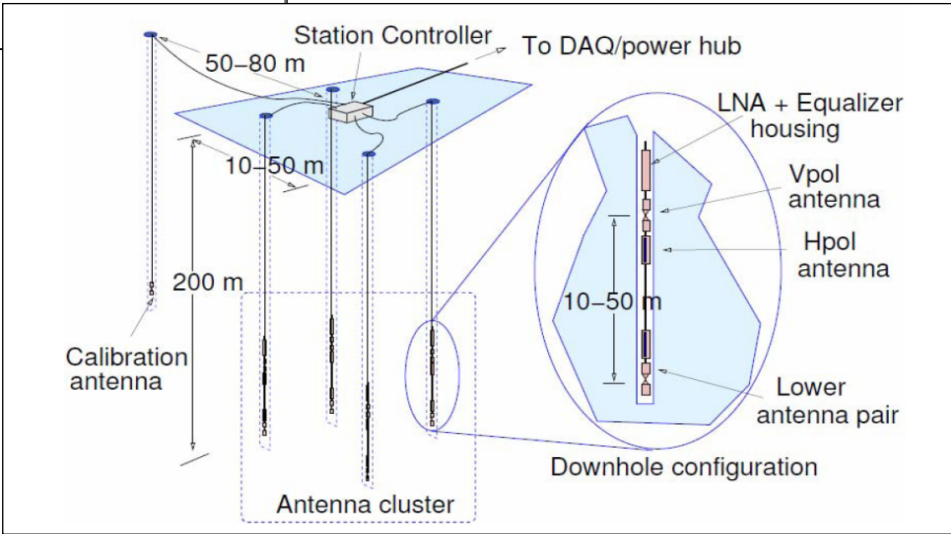 Station Controller
To DAQ/power hub
50–80 m
LNA + Equalizer
housing
10–50 m
Vpol
antenna
Hpol
antenna
200 m
10–50 m
Calibration
antenna
Lower
antenna pair
Downhole configuration
Antenna cluster